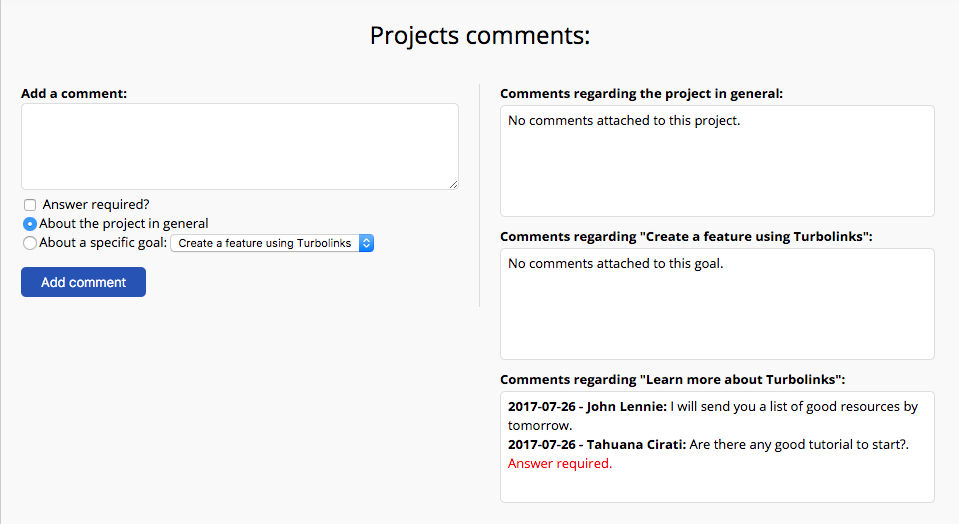 Projects comments:
Add a comment:
Answer required?
About the project in general
About a specific goal: Create a feature using Turbolinks
Add comment
Comments regarding the project in general:
No comments attached to this project.
Comments regarding "Create a feature using Turbolinks":
No comments attached to this goal.
Comments regarding "Learn more about Turbolinks":
2017-07-26 - John Lennie: I will send you a list of good resources by
tomorrow.
2017-07-26 - Tahuana Cirati: Are there any good tutorial to start?.
Answer required.